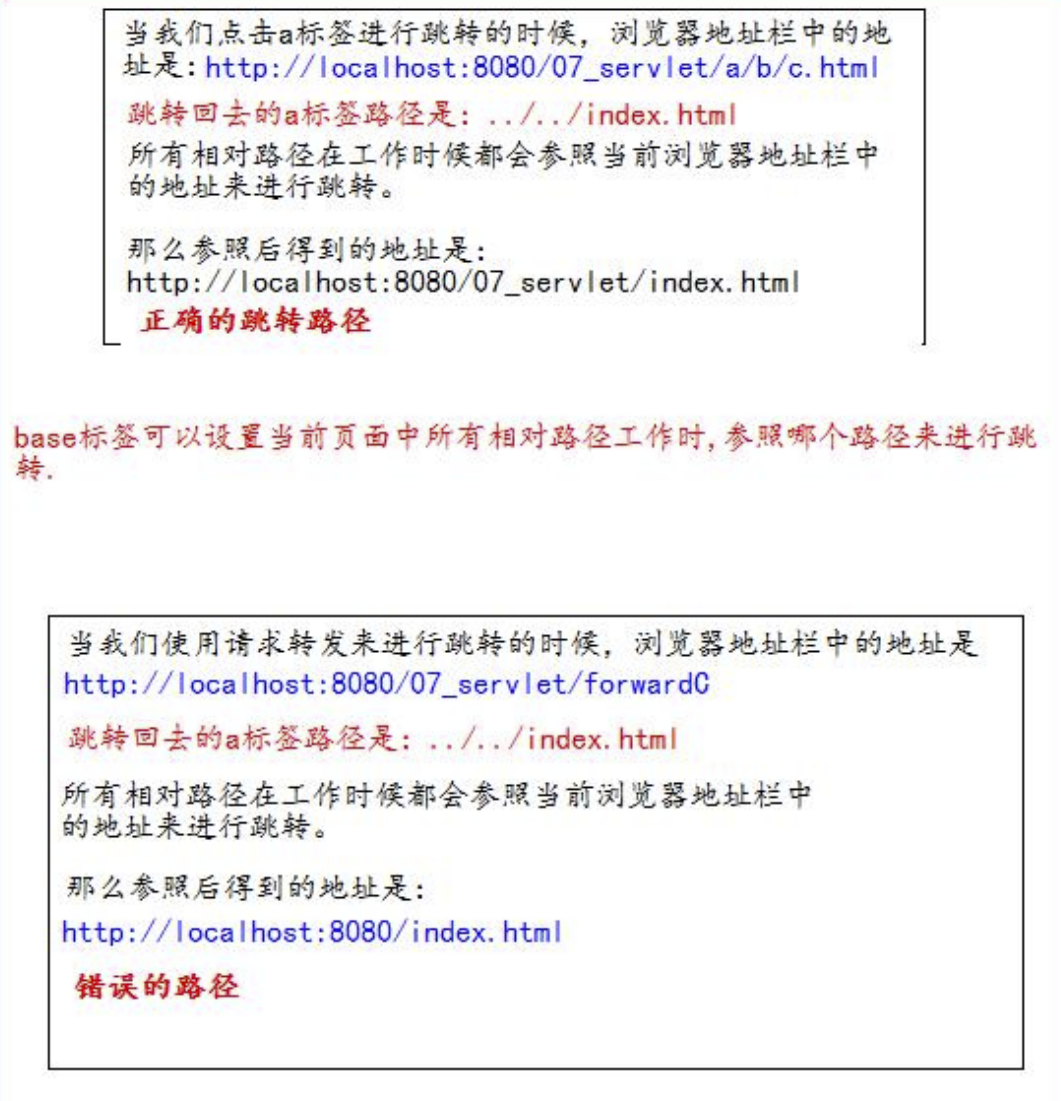 当我们点击a标签进行跳转的时候，浏览器地址栏中的地
址是:http://localhost:8080/07_servlet/a/b/c.html
跳转回去的a标签路径是: ../../index.html
所有相对路径在工作时候都会参照当前浏览器地址栏中
的地址来进行跳转。
那么参照后得到的地址是:
http://localhost:8080/07_servlet/index.html
正确的跳转路径
base标签可以设置当前页面中所有相对路径工作时,参照哪个路径来进行跳
转.
当我们使用请求转发来进行跳转的时候，浏览器地址栏中的地址是
http://localhost:8080/07_servlet/forwardC
跳转回去的a标签路径是: ../../index.html
所有相对路径在工作时候都会参照当前浏览器地址栏中
的地址来进行跳转。
那么参照后得到的地址是:
http://localhost:8080/index.html
错误的路径